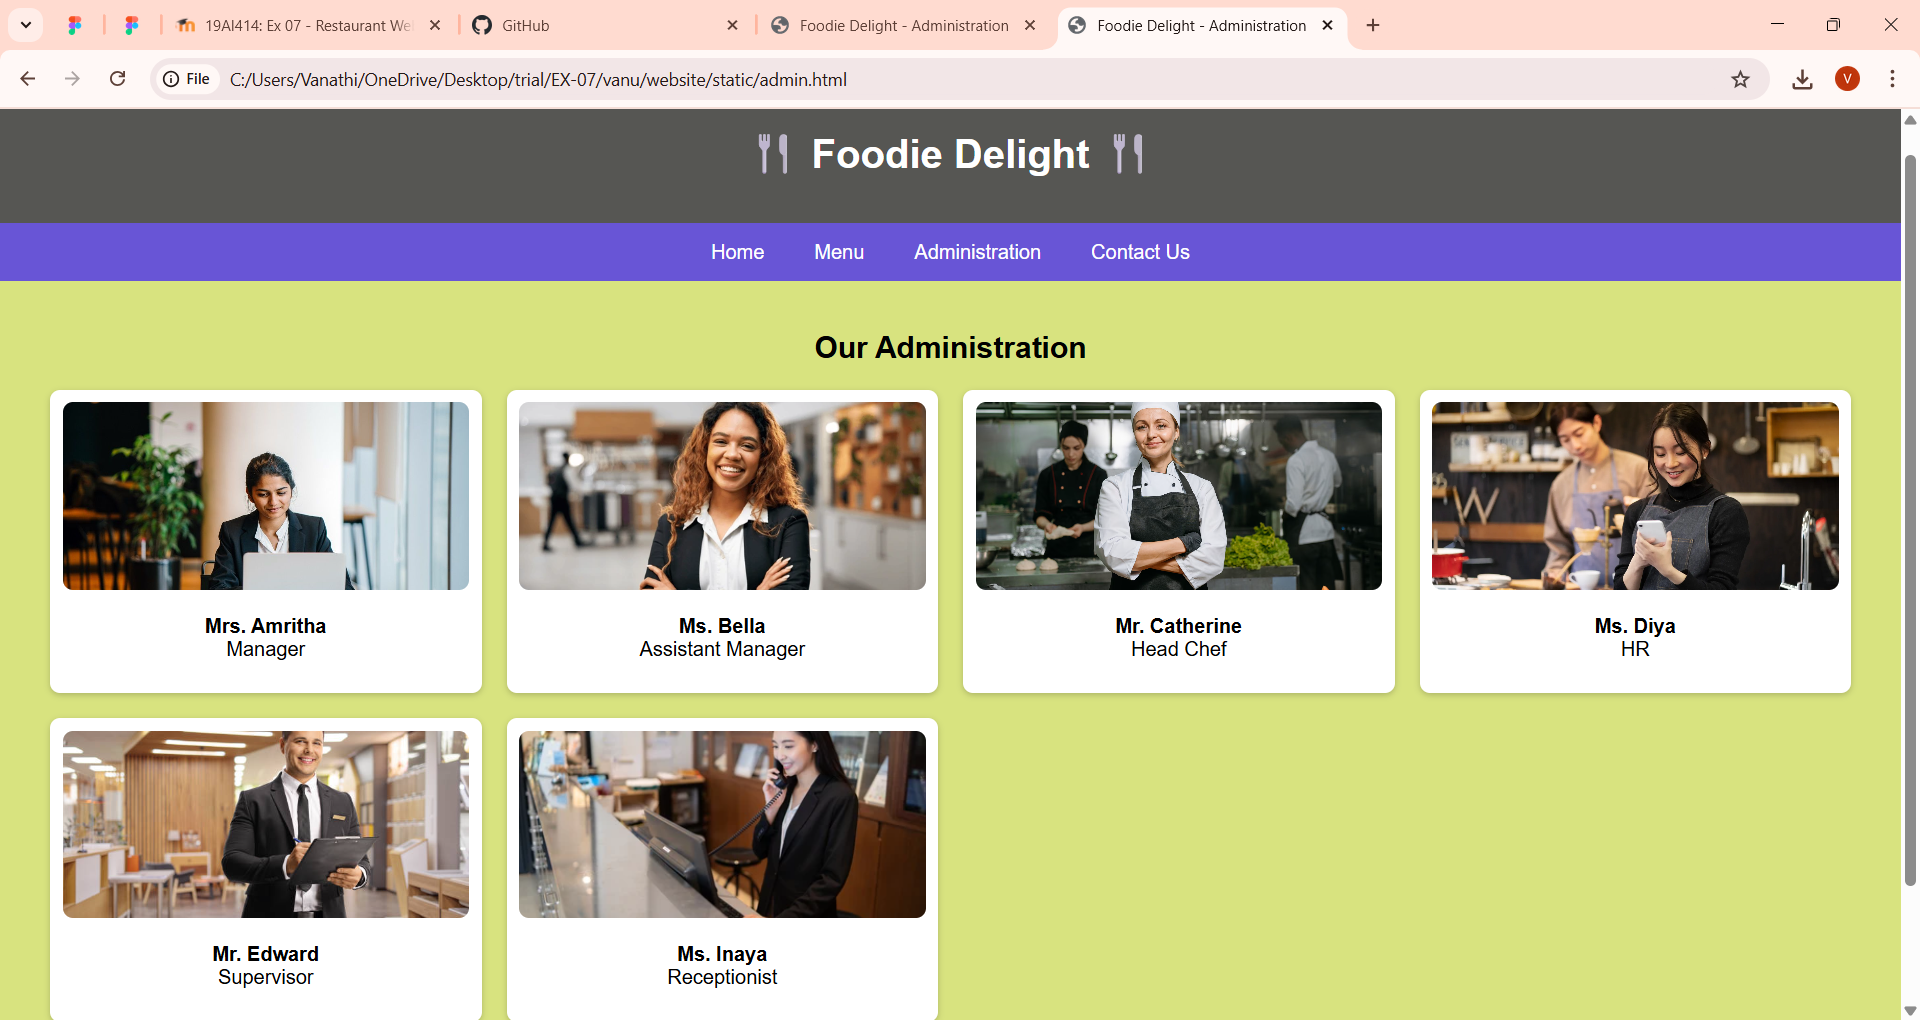 19AI414: Ex 07 - Restaurant We
GitHub
Foodie Delight - Administration
Foodie Delight - Administration
File
C:/Users/Vanathi/OneDrive/Desktop/trial/EX-07/vanu/website/static/admin.html
V
Foodie Delight
Home
Menu
Administration
Contact Us
Our Administration
Mrs. Amritha
Manager
Ms. Bella
Assistant Manager
Mr. Catherine
Head Chef
Ms. Diya
HR
Mr. Edward
Supervisor
Ms. Inaya
Receptionist